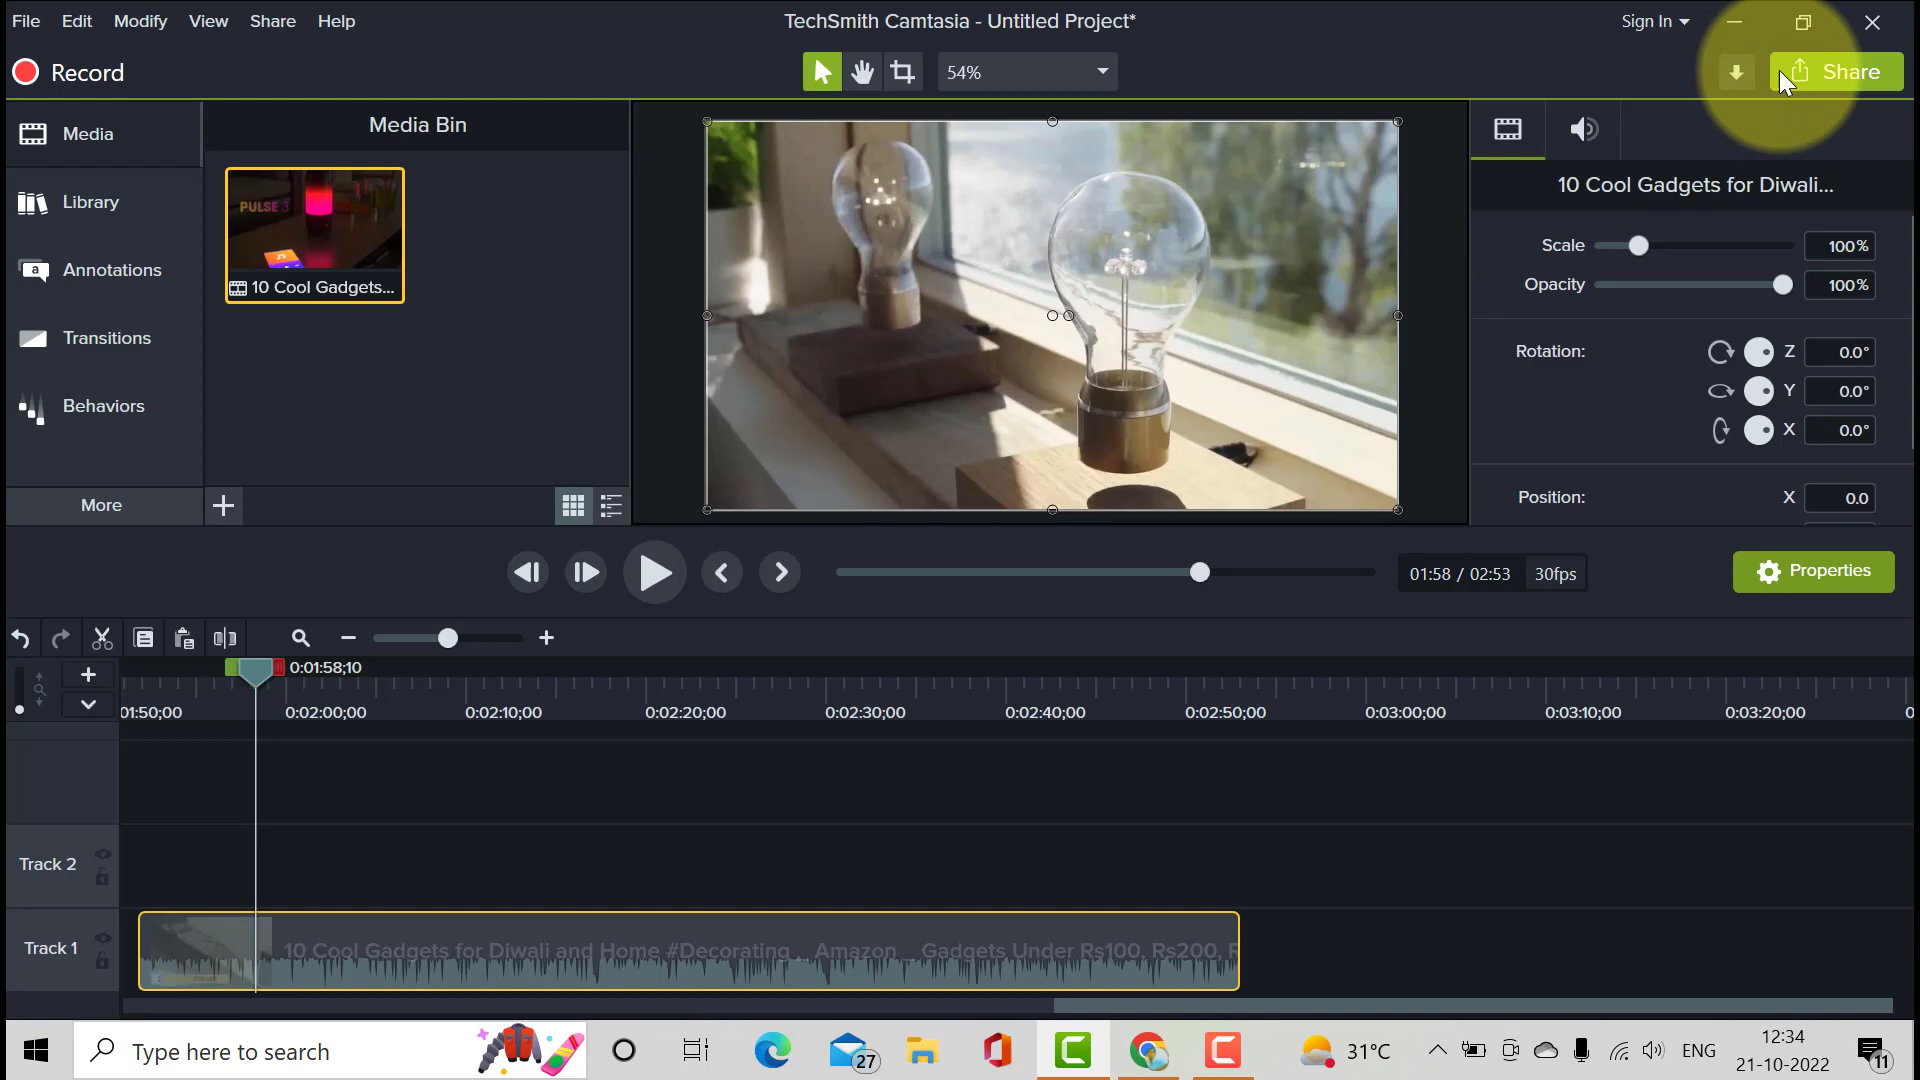 File Edit Modify View Share Help
TechSmith Camtasia - Untitled Project*
Sign In
Record
54%
Share
Media
Library
Annotations
Transitions
Behaviors
More
Media Bin
PULSE 3
10 Cool Gadgets...
10 Cool Gadgets for Diwali...
Scale 100%
Opacity 100%
Rotation: Z 0.0°
Y 0.0°
X 0.0°
Position: X 0.0
01:58 / 02:53 30fps
Properties
0:01:58;10
01:50;00 0:02:00;00 0:02:10;00 0:02:20;00 0:02:30;00 0:02:40;00 0:02:50;00 0:03:00;00 0:03:10;00 0:03:20;00
Track 2
Track 1
10 Cool Gadgets for Diwali and Home #Decorating _ Amazon _ Gadgets Under Rs100, Rs200, R
Type here to search
27
31°C
ENG
12:34
21-10-2022
11